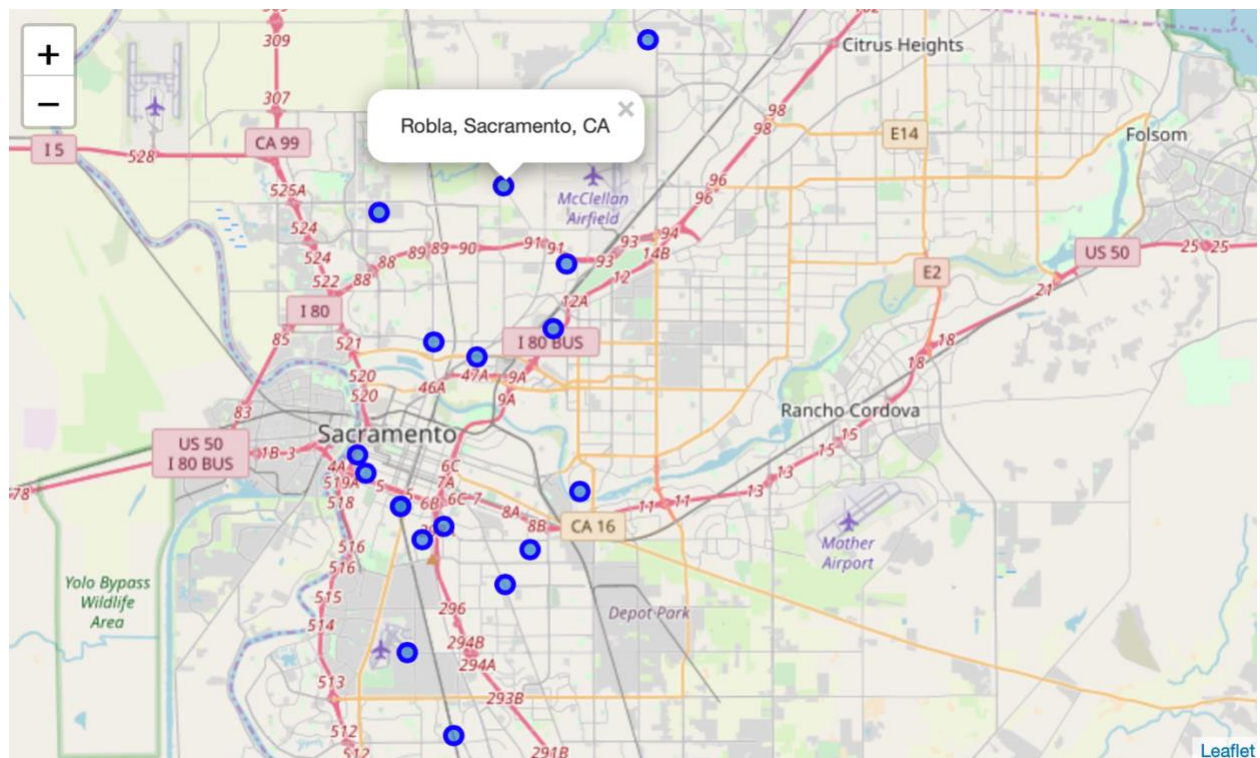 +
−
309
307
Citrus Heights
98
98
×
Robla, Sacramento, CA
E14
Folsom
I 5
528
CA 99
525A
524
524
522
McClellan
Airfield
96
96
94
93
93
91
91
90
89
89
88
88
14B
12
12A
US 50
25
25
E2
21
I 80
85
521
I 80 BUS
18
18
520
520
46A
47A
9A
9A
83
Rancho Cordova
Sacramento
US 50
I 80 BUS
1B
3
78
4A
519A
5
518
6C
7A
6B
6C
7
8A
8B
15
15
13
13
11
11
CA 16
Mather
Airport
516
516
515
514
513
512
512
Yolo Bypass
Wildlife
Area
Depot Park
296
294B
294A
293B
291B
Leaflet